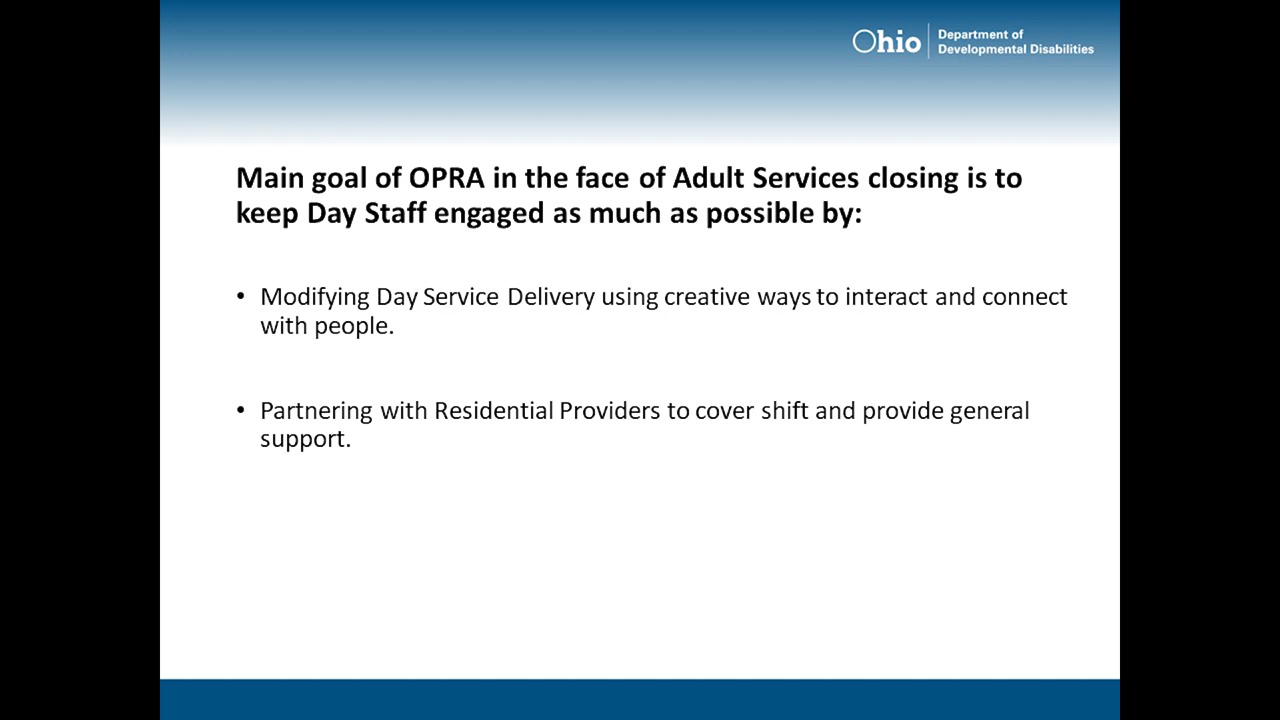 Ohio
Department of
Developmental Disabilities
Main goal of OPRA in the face of Adult Services closing is to
keep Day Staff engaged as much as possible by:
• Modifying Day Service Delivery using creative ways to interact and connect
with people.
• Partnering with Residential Providers to cover shift and provide general
support.